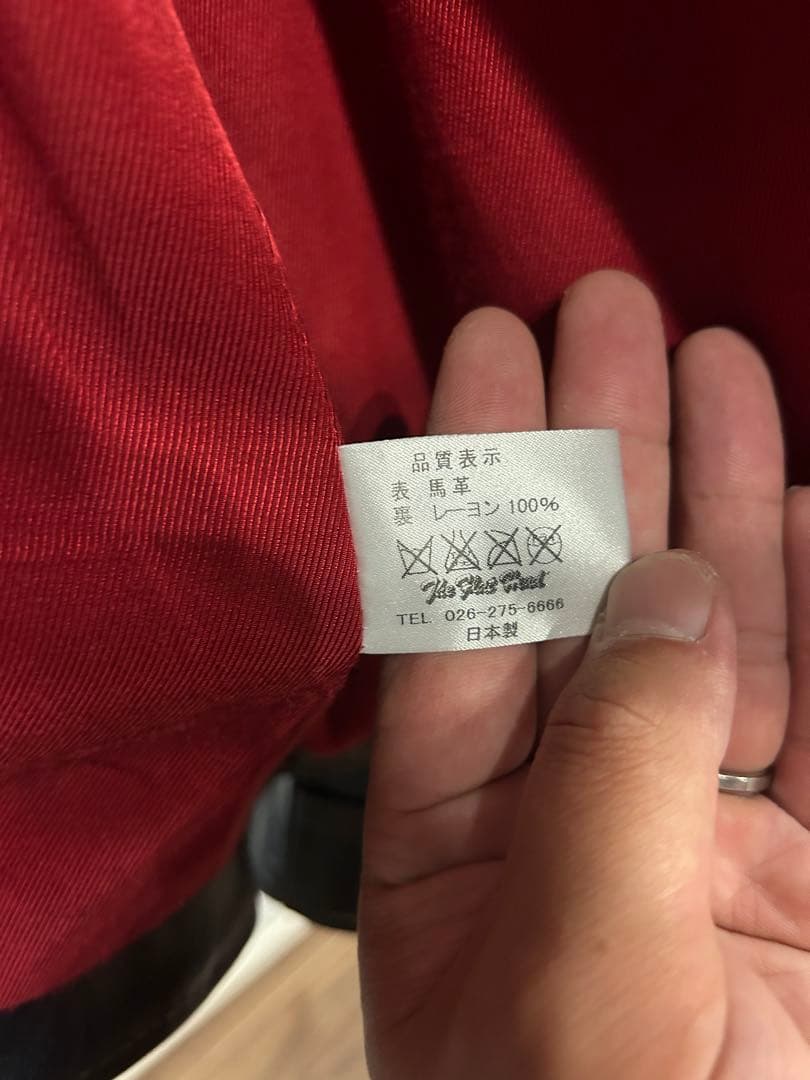 品質表示
表 馬革
裏 レーヨン 100%
The Flat Head
TEL 026-275-6666
日本製